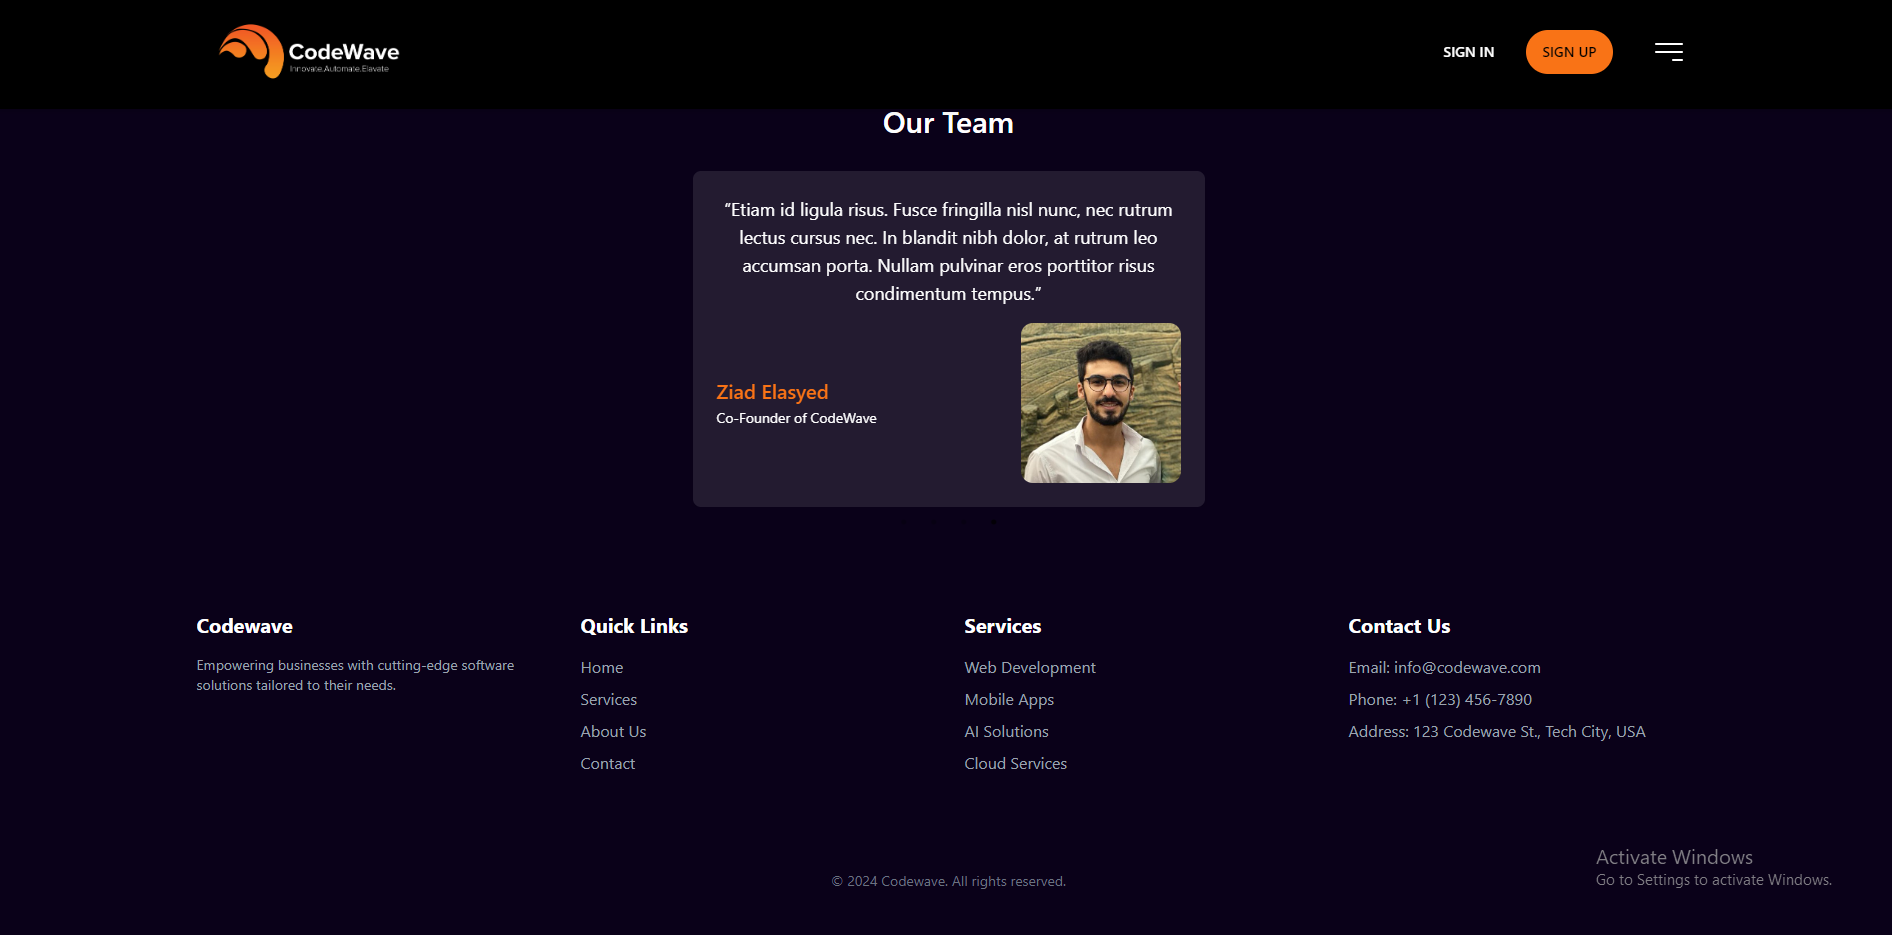 CodeWave
Innovate.Automate.Elavate
SIGN IN
SIGN UP
Our Team
"Etiam id ligula risus. Fusce fringilla nisl nunc, nec rutrum
lectus cursus nec. In blandit nibh dolor, at rutrum leo
accumsan porta. Nullam pulvinar eros porttitor risus
condimentum tempus."
Ziad Elasyed
Co-Founder of CodeWave
Codewave
Empowering businesses with cutting-edge software
solutions tailored to their needs.
Quick Links
Home
Services
About Us
Contact
Services
Web Development
Mobile Apps
AI Solutions
Cloud Services
Contact Us
Email: info@codewave.com
Phone: +1 (123) 456-7890
Address: 123 Codewave St., Tech City, USA
Activate Windows
Go to Settings to activate Windows.
© 2024 Codewave. All rights reserved.